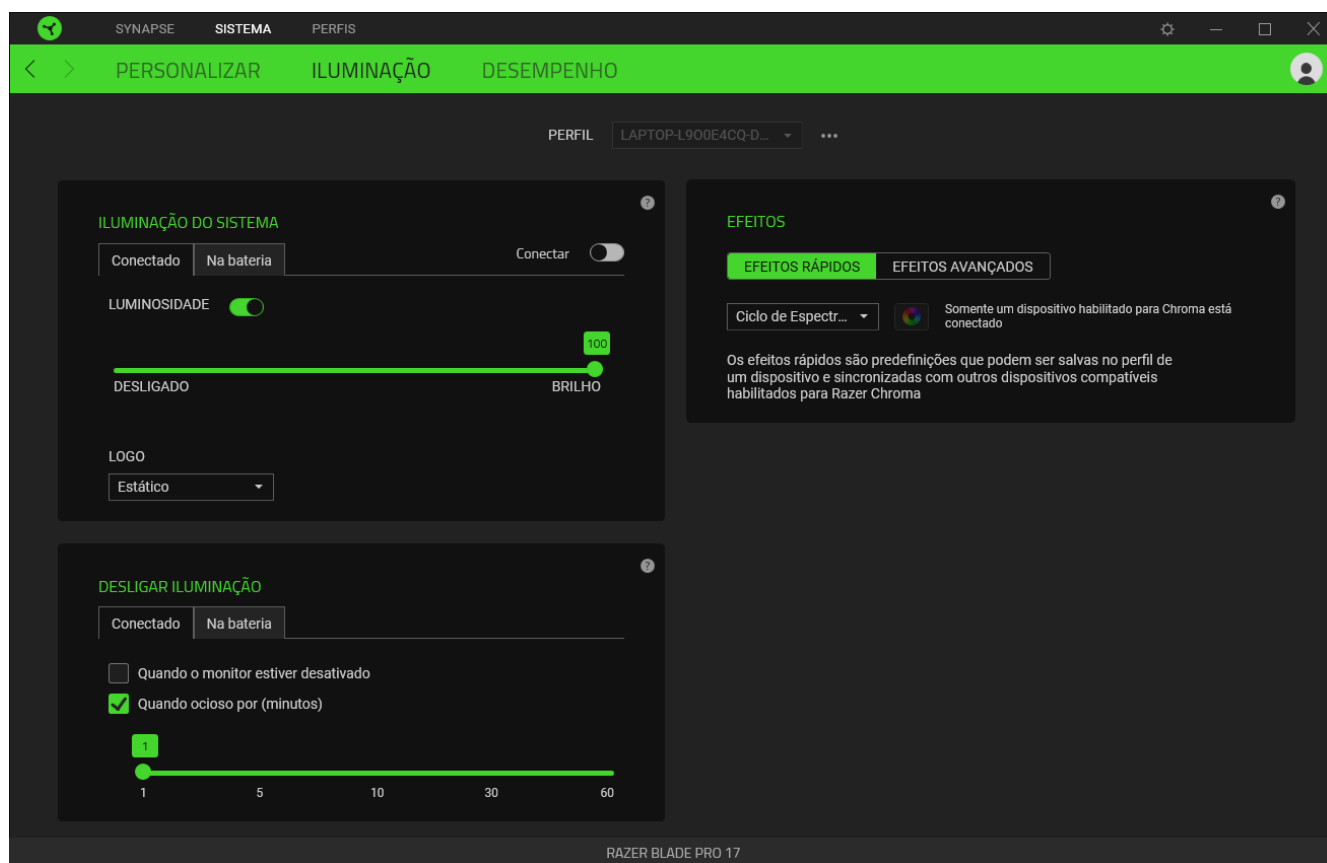 SYNAPSE SISTEMA PERFIS
PERSONALIZAR ILUMINAÇÃO DESEMPENHO
PERFIL LAPTOP-L9O0E4CQ-D... •••
ILUMINAÇÃO DO SISTEMA
Conectado Na bateria Conectar
LUMINOSIDADE
100
DESLIGADO BRILHO
LOGO
Estático
DESLIGAR ILUMINAÇÃO
Conectado Na bateria
Quando o monitor estiver desativado
Quando ocioso por (minutos)
1
1 5 10 30 60
EFEITOS
EFEITOS RÁPIDOS EFEITOS AVANÇADOS
Ciclo de Espectr... Somente um dispositivo habilitado para Chroma está
conectado
Os efeitos rápidos são predefinições que podem ser salvas no perfil de
um dispositivo e sincronizadas com outros dispositivos compatíveis
habilitados para Razer Chroma
RAZER BLADE PRO 17